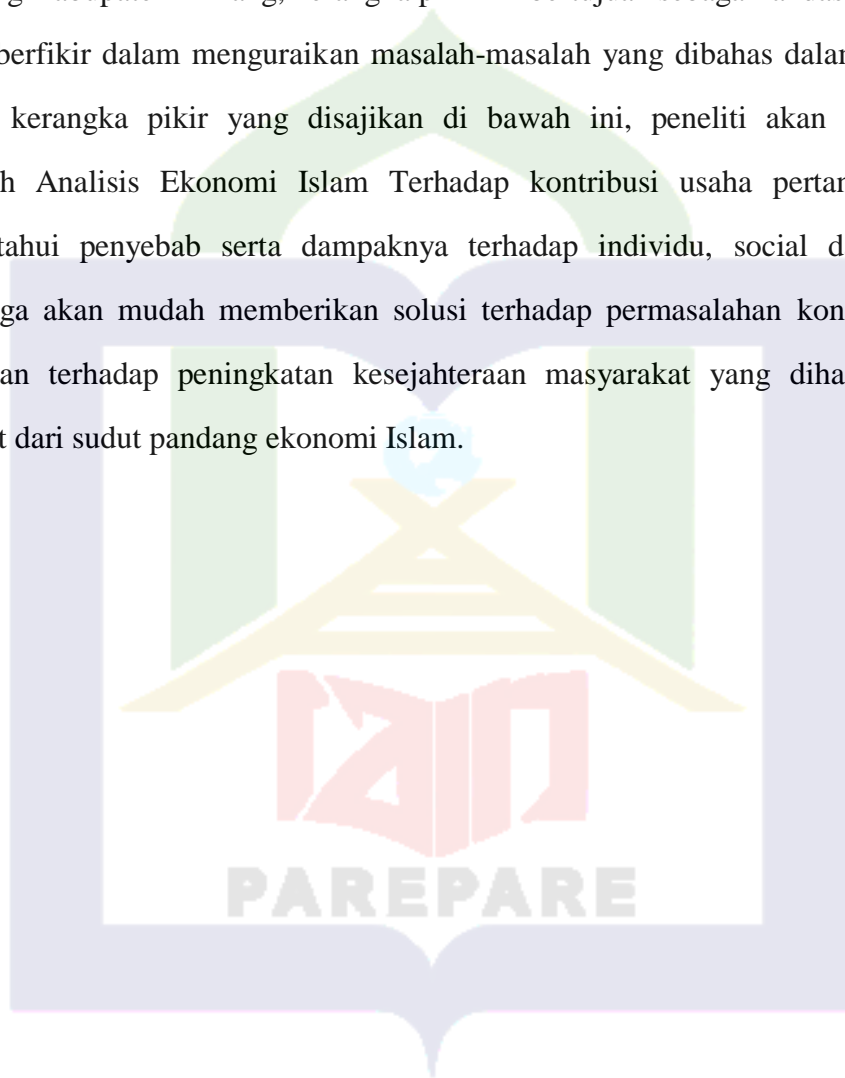 berfikir dalam menguraikan masalah-masalah yang dibahas dalam
kerangka pikir yang disajikan di bawah ini, peneliti akan
h Analisis Ekonomi Islam Terhadap kontribusi usaha pertan
tahui penyebab serta dampaknya terhadap individu, social d
ga akan mudah memberikan solusi terhadap permasalahan kon
an terhadap peningkatan kesejahteraan masyarakat yang diha
t dari sudut pandang ekonomi Islam.
iain
PAREPARE